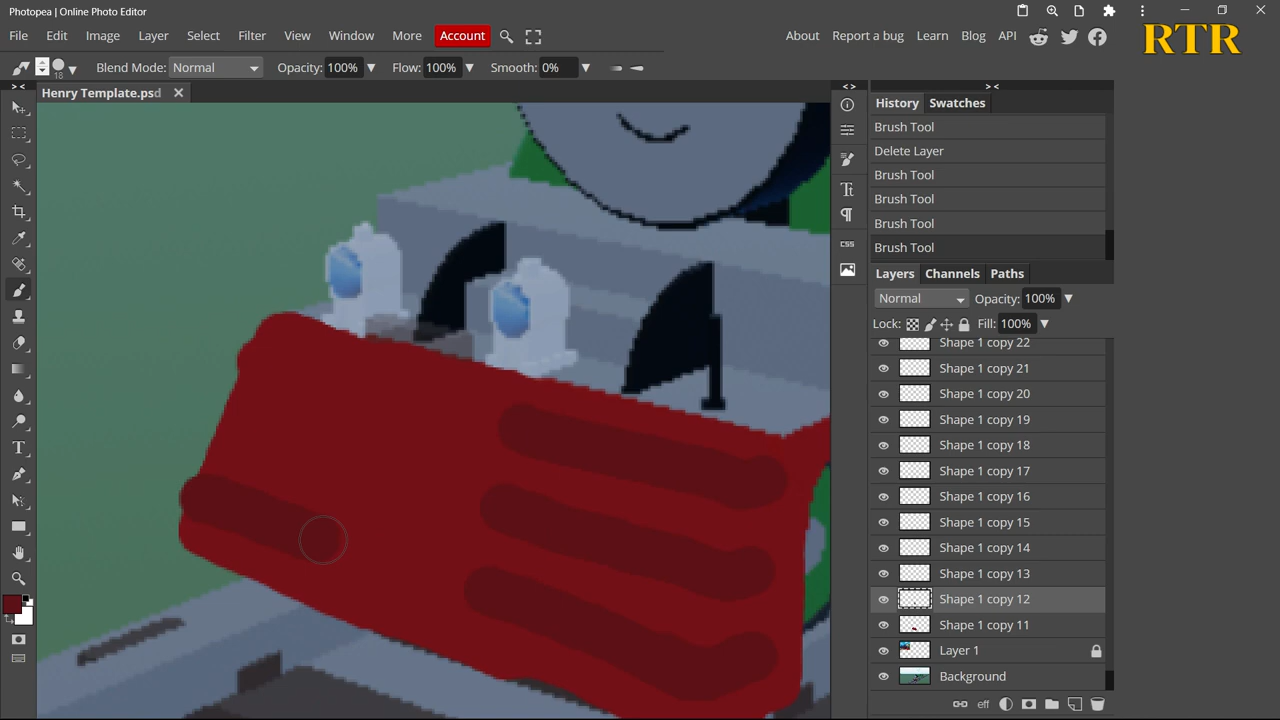 Photopea | Online Photo Editor
File Edit Image Layer Select Filter View Window More Account
About Report a bug Learn Blog API
RTR
18 Blend Mode: Normal Opacity: 100% Flow: 100% Smooth: 0%
> < Henry Template.psd < > > <
History Swatches
Brush Tool
Delete Layer
Brush Tool
Brush Tool
Brush Tool
Brush Tool
CSS
Layers Channels Paths
Normal Opacity: 100%
Lock: Fill: 100%
Shape 1 copy 22
Shape 1 copy 21
Shape 1 copy 20
Shape 1 copy 19
Shape 1 copy 18
Shape 1 copy 17
Shape 1 copy 16
Shape 1 copy 15
Shape 1 copy 14
Shape 1 copy 13
Shape 1 copy 12
Shape 1 copy 11
Layer 1
Background
eff